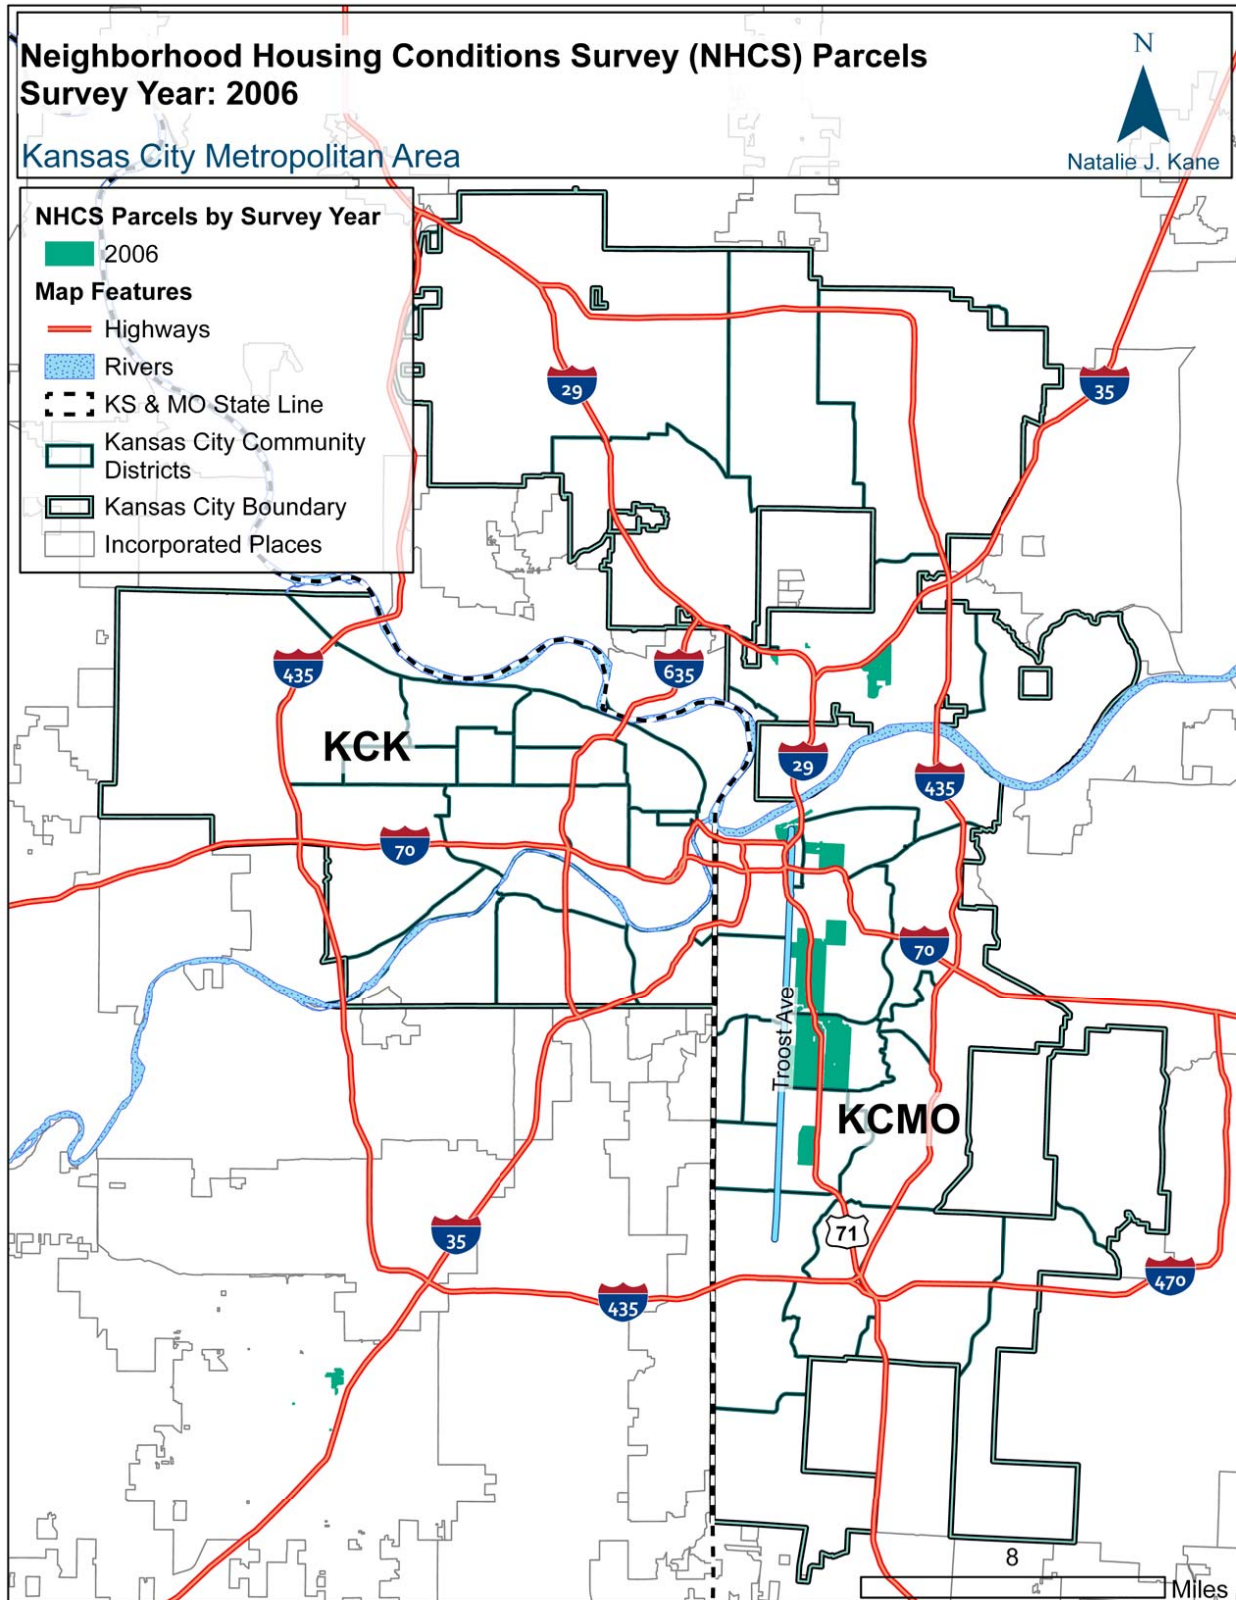 Neighborhood Housing Conditions Survey (NHCS) Parcels
Survey Year: 2006
Kansas City Metropolitan Area
N
Natalie J. Kane
NHCS Parcels by Survey Year
2006
Map Features
Highways
Rivers
KS & MO State Line
Kansas City Community
Districts
Kansas City Boundary
Incorporated Places
29
35
435
635
KCK
29
435
70
70
Troost Ave
KCMO
35
71
435
470
8
Miles